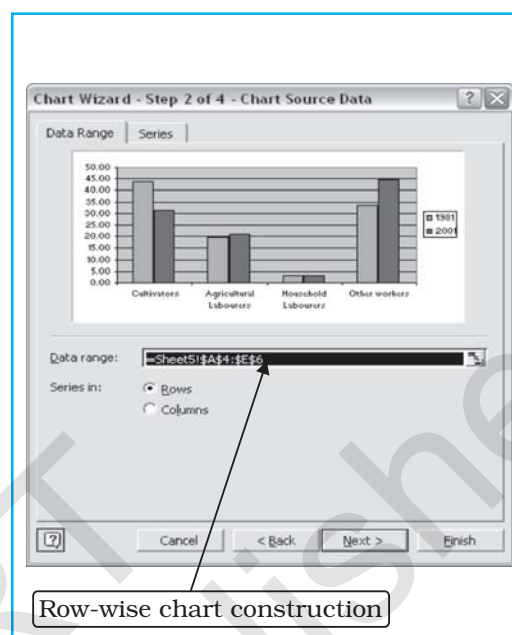 Chart Wizard - Step 2 of 4 - Chart Source Data
Data Range Series
50.00
45.00
40.00
35.00
30.00
25.00
20.00
15.00
10.00
5.00
0.00
Cultivators Agricultural Labourers Household Labourers Other workers
1981
2001
Data range: =Sheet5!$A$4:$E$6
Series in: Rows
Columns
Cancel < Back Next > Finish
Row-wise chart construction